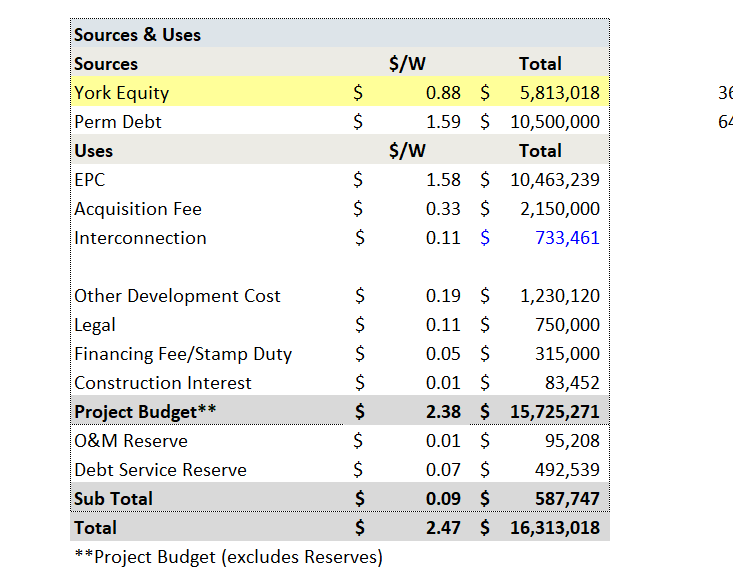 Sources & Uses
Sources $/W Total
York Equity $ 0.88 $ 5,813,018 36
Perm Debt $ 1.59 $ 10,500,000 64
Uses $/W Total
EPC $ 1.58 $ 10,463,239
Acquisition Fee $ 0.33 $ 2,150,000
Interconnection $ 0.11 $ 733,461
Other Development Cost $ 0.19 $ 1,230,120
Legal $ 0.11 $ 750,000
Financing Fee/Stamp Duty $ 0.05 $ 315,000
Construction Interest $ 0.01 $ 83,452
Project Budget** $ 2.38 $ 15,725,271
O&M Reserve $ 0.01 $ 95,208
Debt Service Reserve $ 0.07 $ 492,539
Sub Total $ 0.09 $ 587,747
Total $ 2.47 $ 16,313,018
**Project Budget (excludes Reserves)